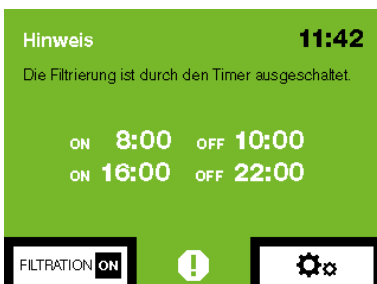 Hinweis 11:42
Die Filtrierung ist durch den Timer ausgeschaltet.
ON 8:00 OFF 10:00
ON 16:00 OFF 22:00
FILTRATION ON